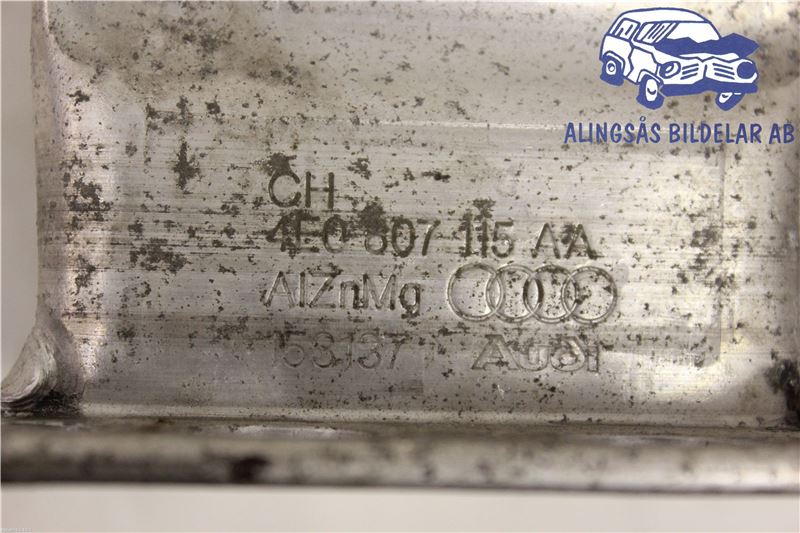 ALINGSÅS BILDELAR AB
CH
4E0 807 115 AA
AlZnMg
153137 Audi